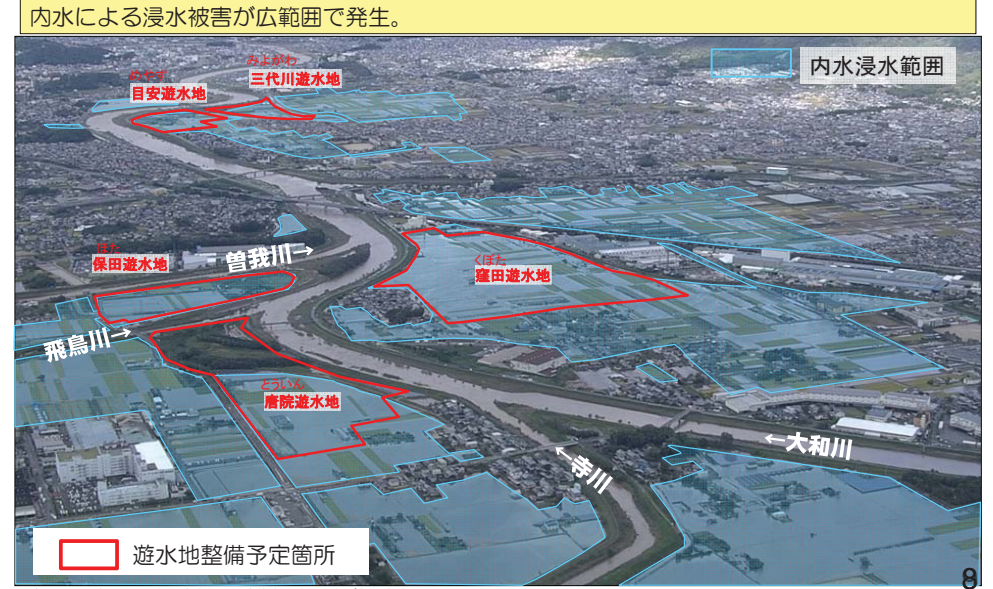 内水による浸水被害が広範囲で発生。
内水浸水範囲
みよがわ
三代川遊水地
めやす
目安遊水地
ほた
保田遊水地
曽我川→
くぼた
窪田遊水地
飛鳥川→
とういん
唐院遊水地
←大和川
←寺川
遊水地整備予定箇所
8